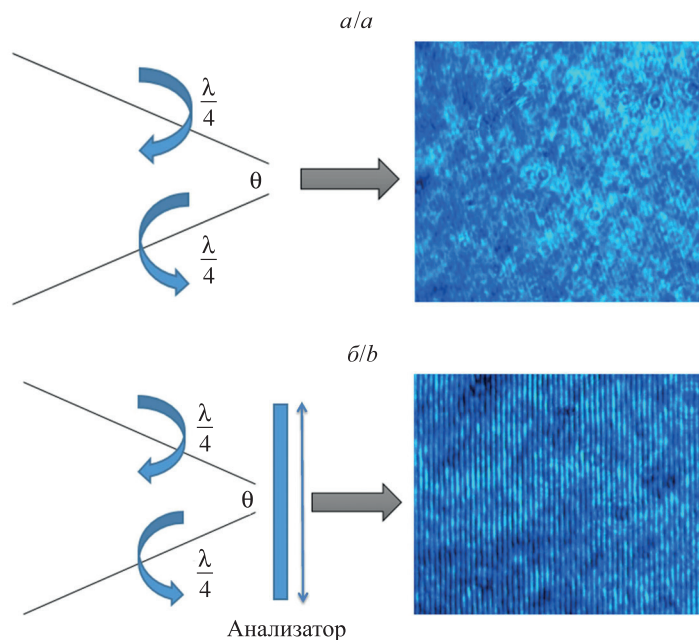 а/a
λ/4
θ
λ/4
б/b
λ/4
θ
λ/4
Анализатор